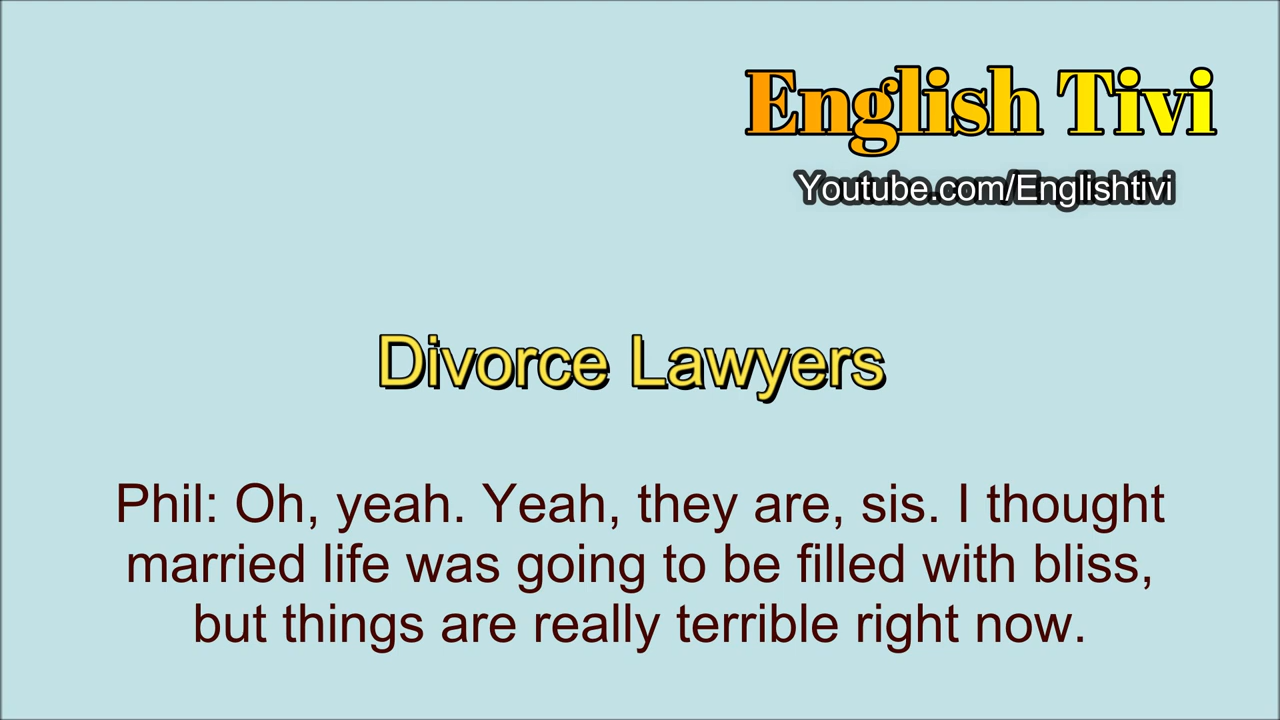 English Tivi
Youtube.com/Englishtivi
Divorce Lawyers
Phil: Oh, yeah. Yeah, they are, sis. I thought
married life was going to be filled with bliss,
but things are really terrible right now.